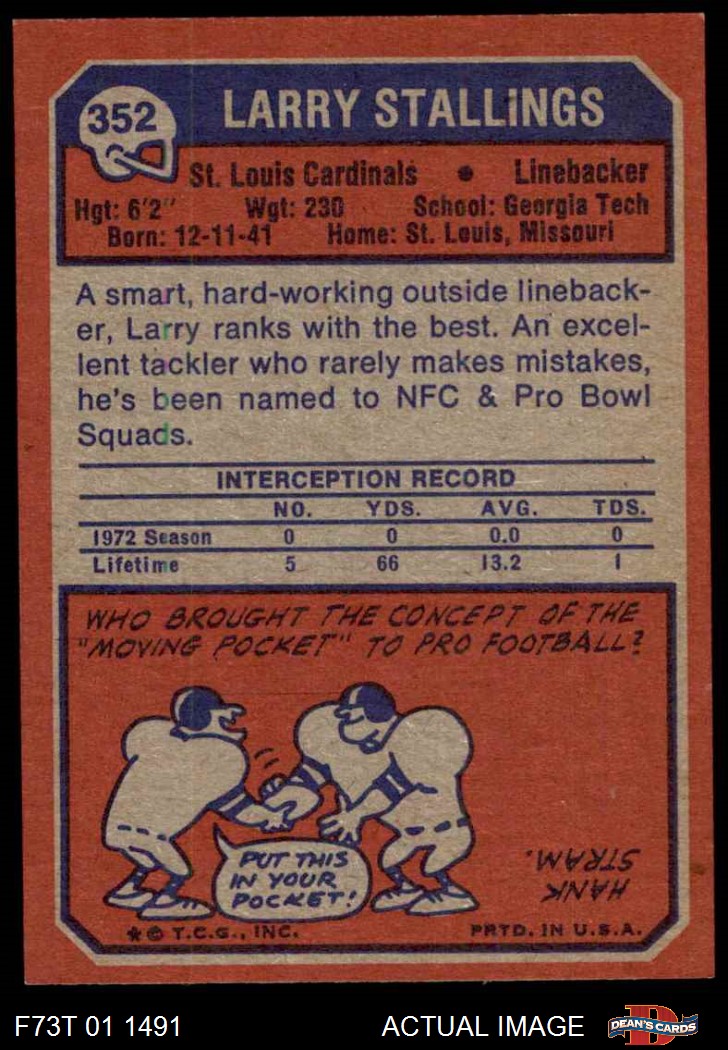 352
LARRY STALLINGS
St. Louis Cardinals • Linebacker
Hgt: 6'2" Wgt: 230 School: Georgia Tech
Born: 12-11-41 Home: St. Louis, Missouri
A smart, hard-working outside lineback-
er, Larry ranks with the best. An excel-
lent tackler who rarely makes mistakes,
he's been named to NFC & Pro Bowl
Squads.
INTERCEPTION RECORD
NO. YDS. AVG. TDS.
1972 Season 0 0 0.0 0
Lifetime 5 66 13.2 1
WHO BROUGHT THE CONCEPT OF THE
"MOVING POCKET" TO PRO FOOTBALL?
PUT THIS
IN YOUR
POCKET!
HANK
STRAM.
*© T.C.G., INC. PRTD. IN U.S.A.
F73T 01 1491 ACTUAL IMAGE D DEAN'S CARDS